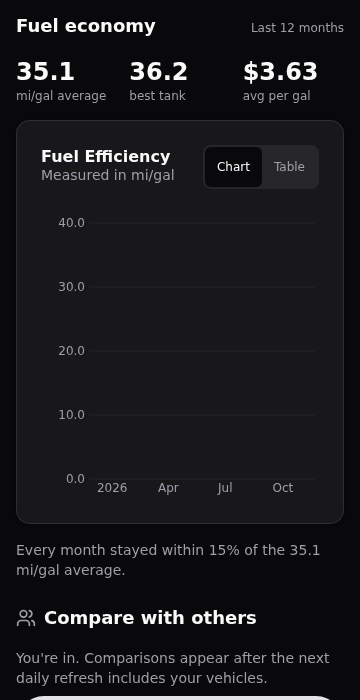 Fuel economy
Last 12 months
35.1
36.2
$3.63
mi/gal average
best tank
avg per gal
Fuel Efficiency
Measured in mi/gal
Chart
Table
40.0
30.0
20.0
10.0
0.0
2026
Apr
Jul
Oct
Every month stayed within 15% of the 35.1
mi/gal average.
Compare with others
You're in. Comparisons appear after the next
daily refresh includes your vehicles.